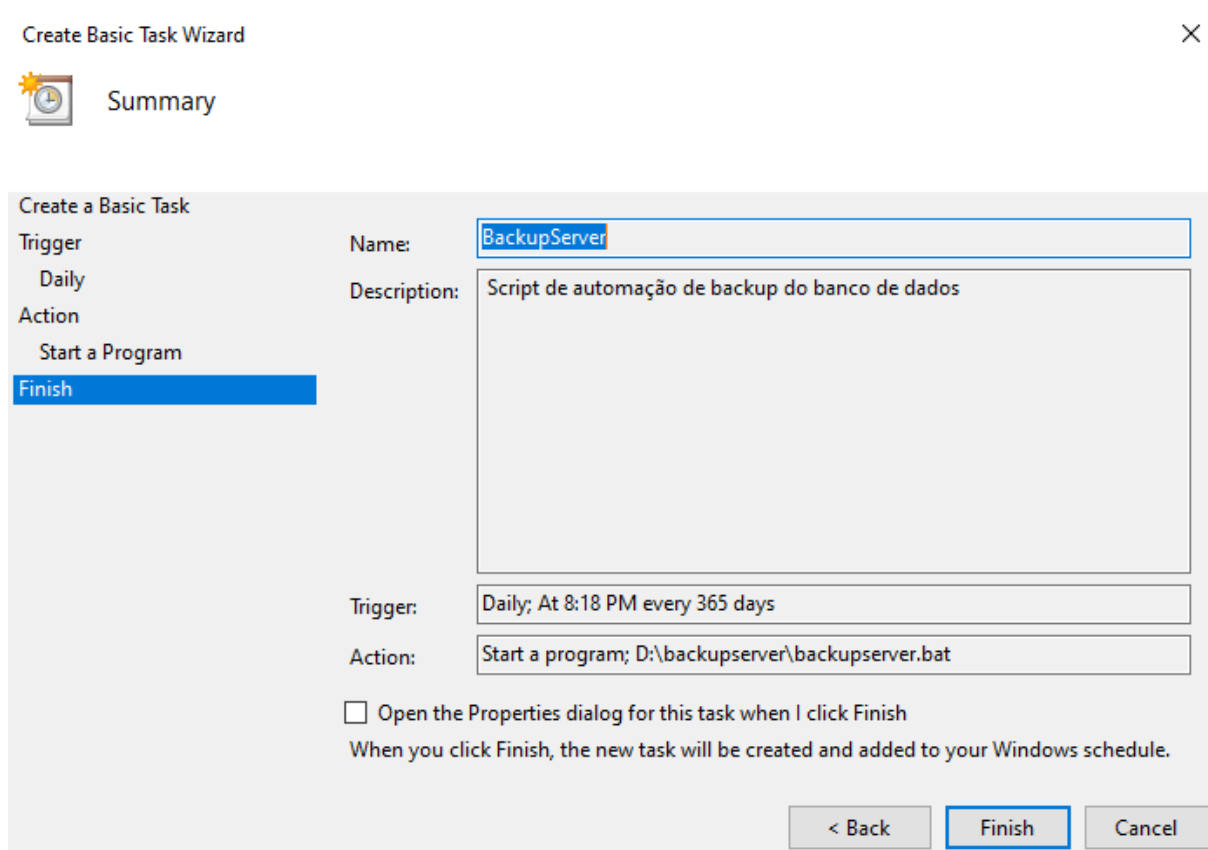 Create Basic Task Wizard
Summary
Create a Basic Task
Trigger
Daily
Action
Start a Program
Finish
Name: BackupServer
Description: Script de automação de backup do banco de dados
Trigger: Daily; At 8:18 PM every 365 days
Action: Start a program; D:\backupserver\backupserver.bat
Open the Properties dialog for this task when I click Finish
When you click Finish, the new task will be created and added to your Windows schedule.
< Back Finish Cancel